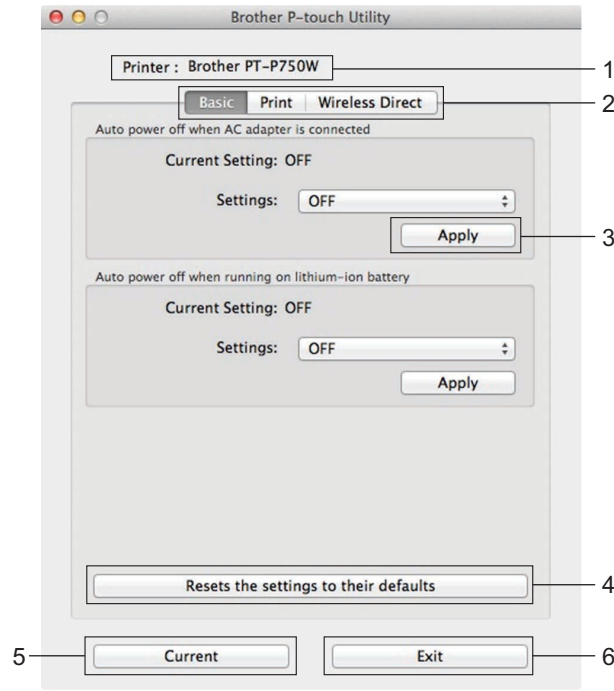 Brother P-touch Utility
Printer : Brother PT-P750W
1
Basic Print Wireless Direct
2
Auto power off when AC adapter is connected
Current Setting: OFF
Settings: OFF
Apply
3
Auto power off when running on lithium-ion battery
Current Setting: OFF
Settings: OFF
Apply
Resets the settings to their defaults
4
5
Current
Exit
6